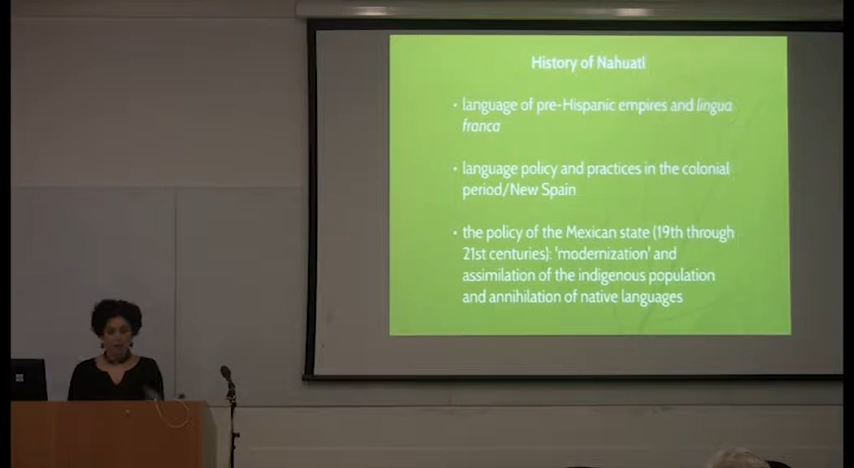 History of Nahuatl
• language of pre-Hispanic empires and lingua
franca
• language policy and practices in the colonial
period/New Spain
• the policy of the Mexican state (19th through
21st centuries): 'modernization' and
assimilation of the indigenous population
and annihilation of native languages